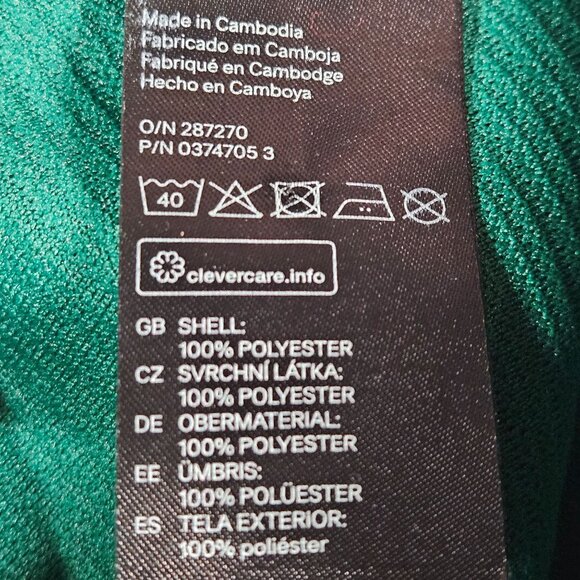 Made in Cambodia
Fabricado em Camboja
Fabriqué en Cambodge
Hecho en Camboya
O/N 287270
P/N 0374705 3
40
clevercare.info
GB SHELL:
100% POLYESTER
CZ SVRCHNÍ LÁTKA:
100% POLYESTER
DE OBERMATERIAL:
100% POLYESTER
EE ÜMBRIS:
100% POLÜESTER
ES TELA EXTERIOR:
100% poliéster